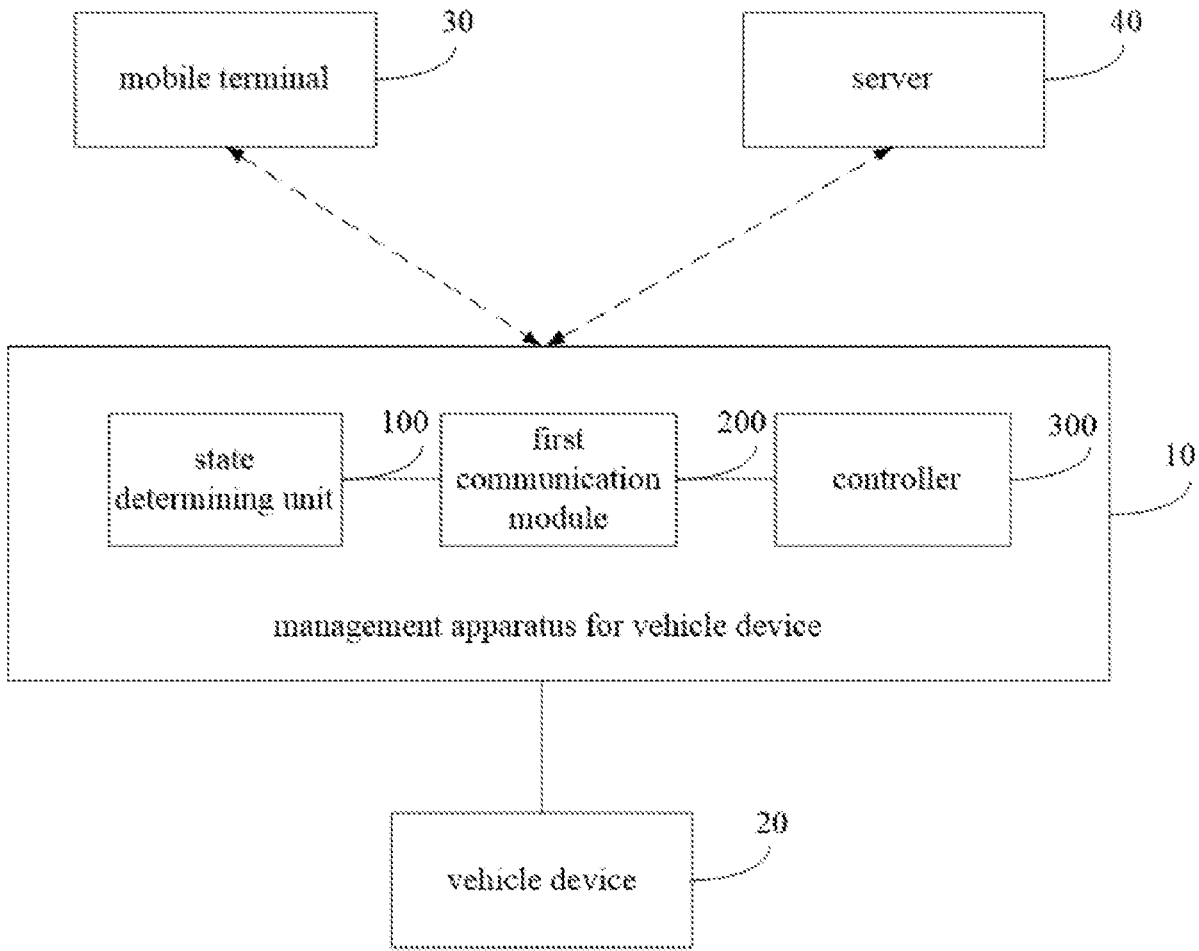 30
mobile terminal
40
server
100
state
determining unit
200
first
communication
module
300
controller
10
management apparatus for vehicle device
20
vehicle device